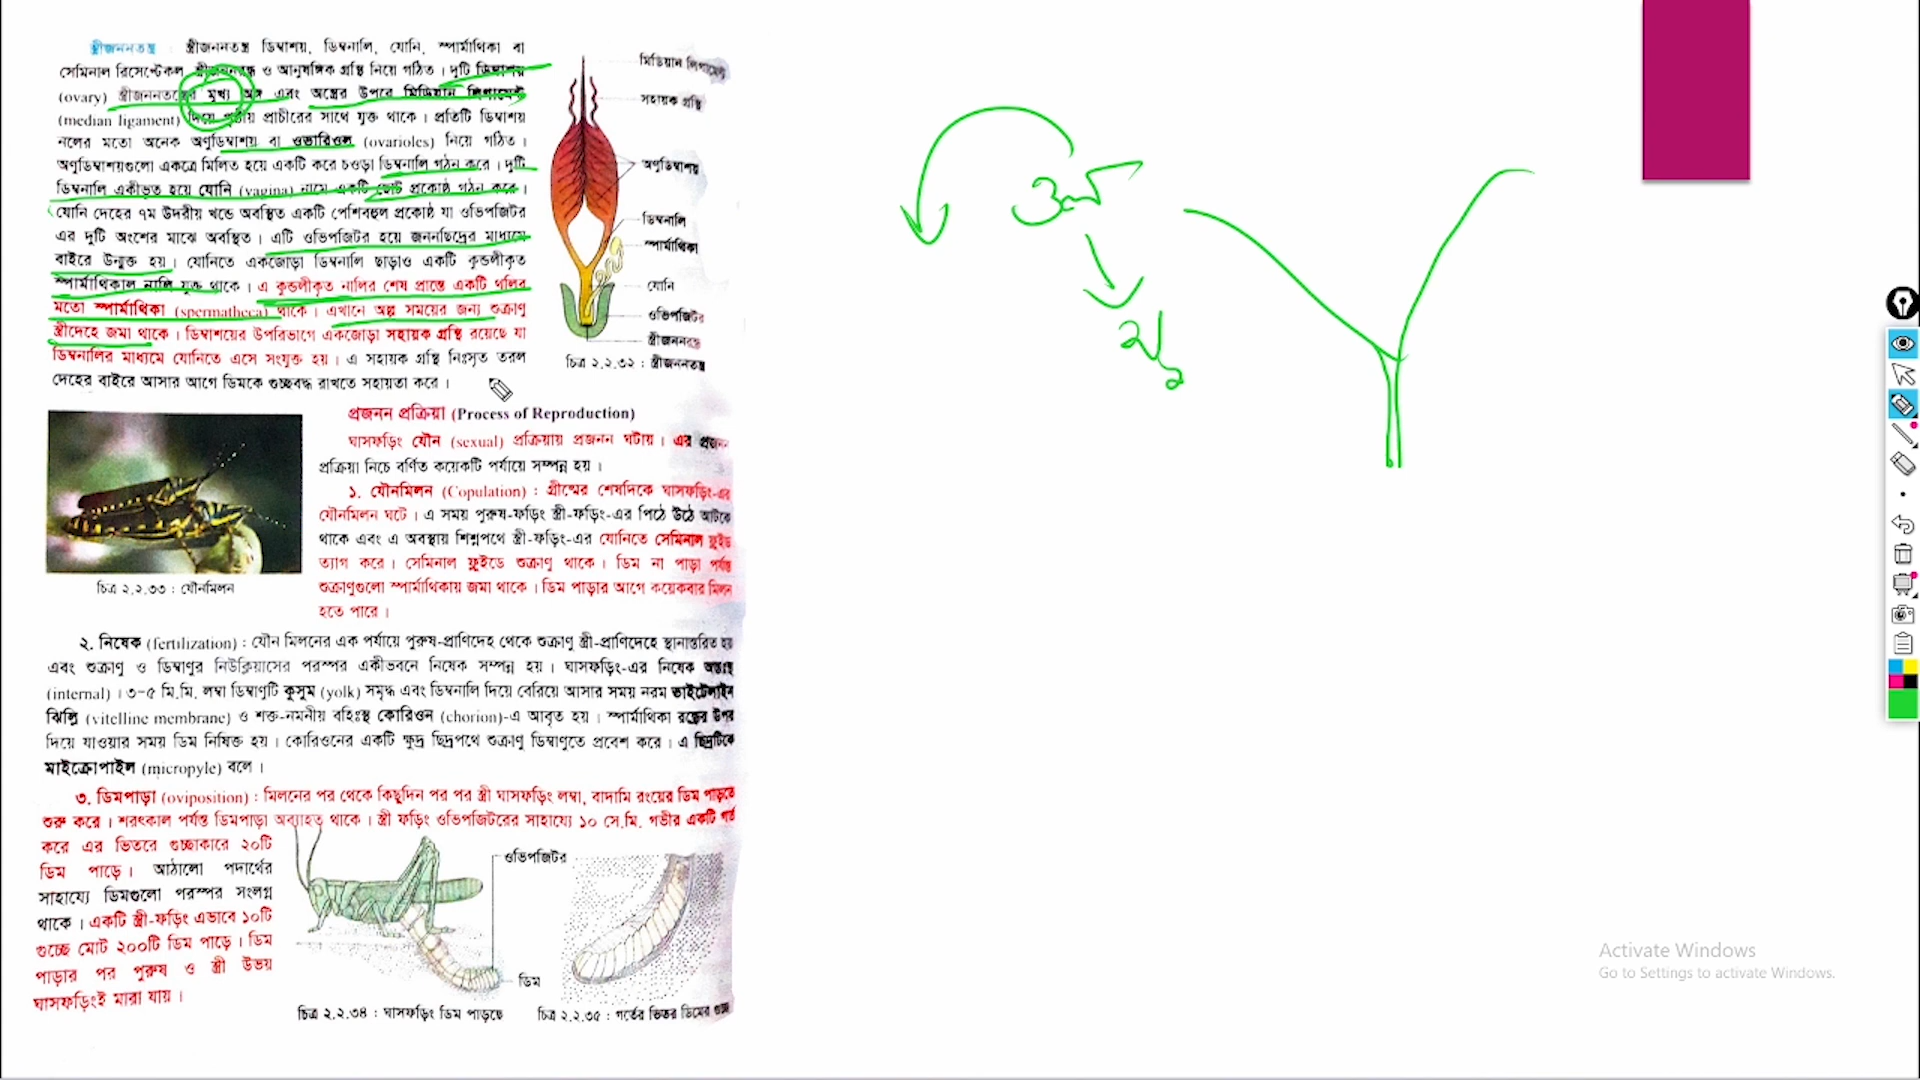 স্ত্রীজননতন্ত্র : স্ত্রীজননতন্ত্র ডিম্বাশয়, ডিম্বনালি, যোনি, স্পার্মাথিকা বা
সেমিনাল রিসেপ্টেকল, স্ত্রীজননরন্ধ্র ও আনুষঙ্গিক গ্রন্থি নিয়ে গঠিত। দুটি ডিম্বাশয়
(ovary) স্ত্রীজননতন্ত্রের মুখ্য অঙ্গ এবং অন্ত্রের উপরে মিডিয়ান লিগামেন্ট
(median ligament) দিয়ে পৃষ্ঠীয় প্রাচীরের সাথে যুক্ত থাকে। প্রতিটি ডিম্বাশয়
নলের মতো অনেক অণুডিম্বাশয় বা ওভারিওল (ovarioles) নিয়ে গঠিত।
অণুডিম্বাশয়গুলো একত্রে মিলিত হয়ে একটি করে চওড়া ডিম্বনালি গঠন করে। দুটি
ডিম্বনালি একীভূত হয়ে যোনি (vagina) নামে একটি ছোট প্রকোষ্ঠ গঠন করে।
যোনি দেহের ৭ম উদরীয় খন্ডে অবস্থিত একটি পেশিবহুল প্রকোষ্ঠ যা ওভিপজিটর
এর দুটি অংশের মাঝে অবস্থিত। এটি ওভিপজিটর হয়ে জননছিদ্রের মাধ্যমে
বাইরে উন্মুক্ত হয়। যোনিতে একজোড়া ডিম্বনালি ছাড়াও একটি কুন্ডলীকৃত
স্পার্মাথিকাল নালি যুক্ত থাকে। এ কুন্ডলীকৃত নালির শেষ প্রান্তে একটি থলির
মতো স্পার্মাথিকা (spermatheca) থাকে। এখানে অল্প সময়ের জন্য শুক্রাণু
স্ত্রীদেহে জমা থাকে। ডিম্বাশয়ের উপরিভাগে একজোড়া সহায়ক গ্রন্থি রয়েছে যা
ডিম্বনালির মাধ্যমে যোনিতে এসে সংযুক্ত হয়। এ সহায়ক গ্রন্থি নিঃসৃত তরল
দেহের বাইরে আসার আগে ডিমকে গুচ্ছবদ্ধ রাখতে সহায়তা করে।
মিডিয়ান লিগামেন্ট
সহায়ক গ্রন্থি
অণুডিম্বাশয়
ডিম্বনালি
স্পার্মাথিকা
যোনি
ওভিপজিটর
স্ত্রীজননরন্ধ্র
চিত্র ২.২.৩২ : স্ত্রীজননতন্ত্র
প্রজনন প্রক্রিয়া (Process of Reproduction)
ঘাসফড়িং যৌন (sexual) প্রক্রিয়ায় প্রজনন ঘটায়। এর প্রজনন
প্রক্রিয়া নিচে বর্ণিত কয়েকটি পর্যায়ে সম্পন্ন হয়।
১. যৌনমিলন (Copulation) : গ্রীষ্মের শেষদিকে ঘাসফড়িং-এর
যৌনমিলন ঘটে। এ সময় পুরুষ-ফড়িং স্ত্রী-ফড়িং-এর পিঠে উঠে আটকে
থাকে এবং এ অবস্থায় শিশ্নপথে স্ত্রী-ফড়িং-এর যোনিতে সেমিনাল ফ্লুইড
ত্যাগ করে। সেমিনাল ফ্লুইডে শুক্রাণু থাকে। ডিম না পাড়া পর্যন্ত
শুক্রাণুগুলো স্পার্মাথিকায় জমা থাকে। ডিম পাড়ার আগে কয়েকবার মিলন
হতে পারে।
চিত্র ২.২.৩৩ : যৌনমিলন
২. নিষেক (fertilization) : যৌন মিলনের এক পর্যায়ে পুরুষ-প্রাণিদেহ থেকে শুক্রাণু স্ত্রী-প্রাণিদেহে স্থানান্তরিত হয়
এবং শুক্রাণু ও ডিম্বাণুর নিউক্লিয়াসের পরস্পর একীভবনে নিষেক সম্পন্ন হয়। ঘাসফড়িং-এর নিষেক অন্তঃস্থ
(internal)। ৩-৫ মি.মি. লম্বা ডিম্বাণুটি কুসুম (yolk) সমৃদ্ধ এবং ডিম্বনালি দিয়ে বেরিয়ে আসার সময় নরম ভাইটেলাইন
ঝিল্লি (vitelline membrane) ও শক্ত-নমনীয় বহিঃস্থ কোরিওন (chorion)-এ আবৃত হয়। স্পার্মাথিকা রন্ধ্রের উপর
দিয়ে যাওয়ার সময় ডিম নিষিক্ত হয়। কোরিওনের একটি ক্ষুদ্র ছিদ্রপথে শুক্রাণু ডিম্বাণুতে প্রবেশ করে। এ ছিদ্রটিকে
মাইক্রোপাইল (micropyle) বলে।
৩. ডিমপাড়া (oviposition) : মিলনের পর থেকে কিছুদিন পর পর স্ত্রী ঘাসফড়িং লম্বা, বাদামি রংয়ের ডিম পাড়তে
শুরু করে। শরৎকাল পর্যন্ত ডিমপাড়া অব্যাহত থাকে। স্ত্রী ফড়িং ওভিপজিটরের সাহায্যে ১০ সে.মি. গভীর একটি গর্ত
করে এর ভিতরে গুচ্ছাকারে ২০টি
ডিম পাড়ে। আঠালো পদার্থের
সাহায্যে ডিমগুলো পরস্পর সংলগ্ন
থাকে। একটি স্ত্রী-ফড়িং এভাবে ১০টি
গুচ্ছে মোট ২০০টি ডিম পাড়ে। ডিম
পাড়ার পর পুরুষ ও স্ত্রী উভয়
ঘাসফড়িংই মারা যায়।
ওভিপজিটর
ডিম
চিত্র ২.২.৩৪ : ঘাসফড়িং ডিম পাড়ছে
চিত্র ২.২.৩৫ : গর্তের ভিতর ডিমের গুচ্ছ
Activate Windows
Go to Settings to activate Windows.